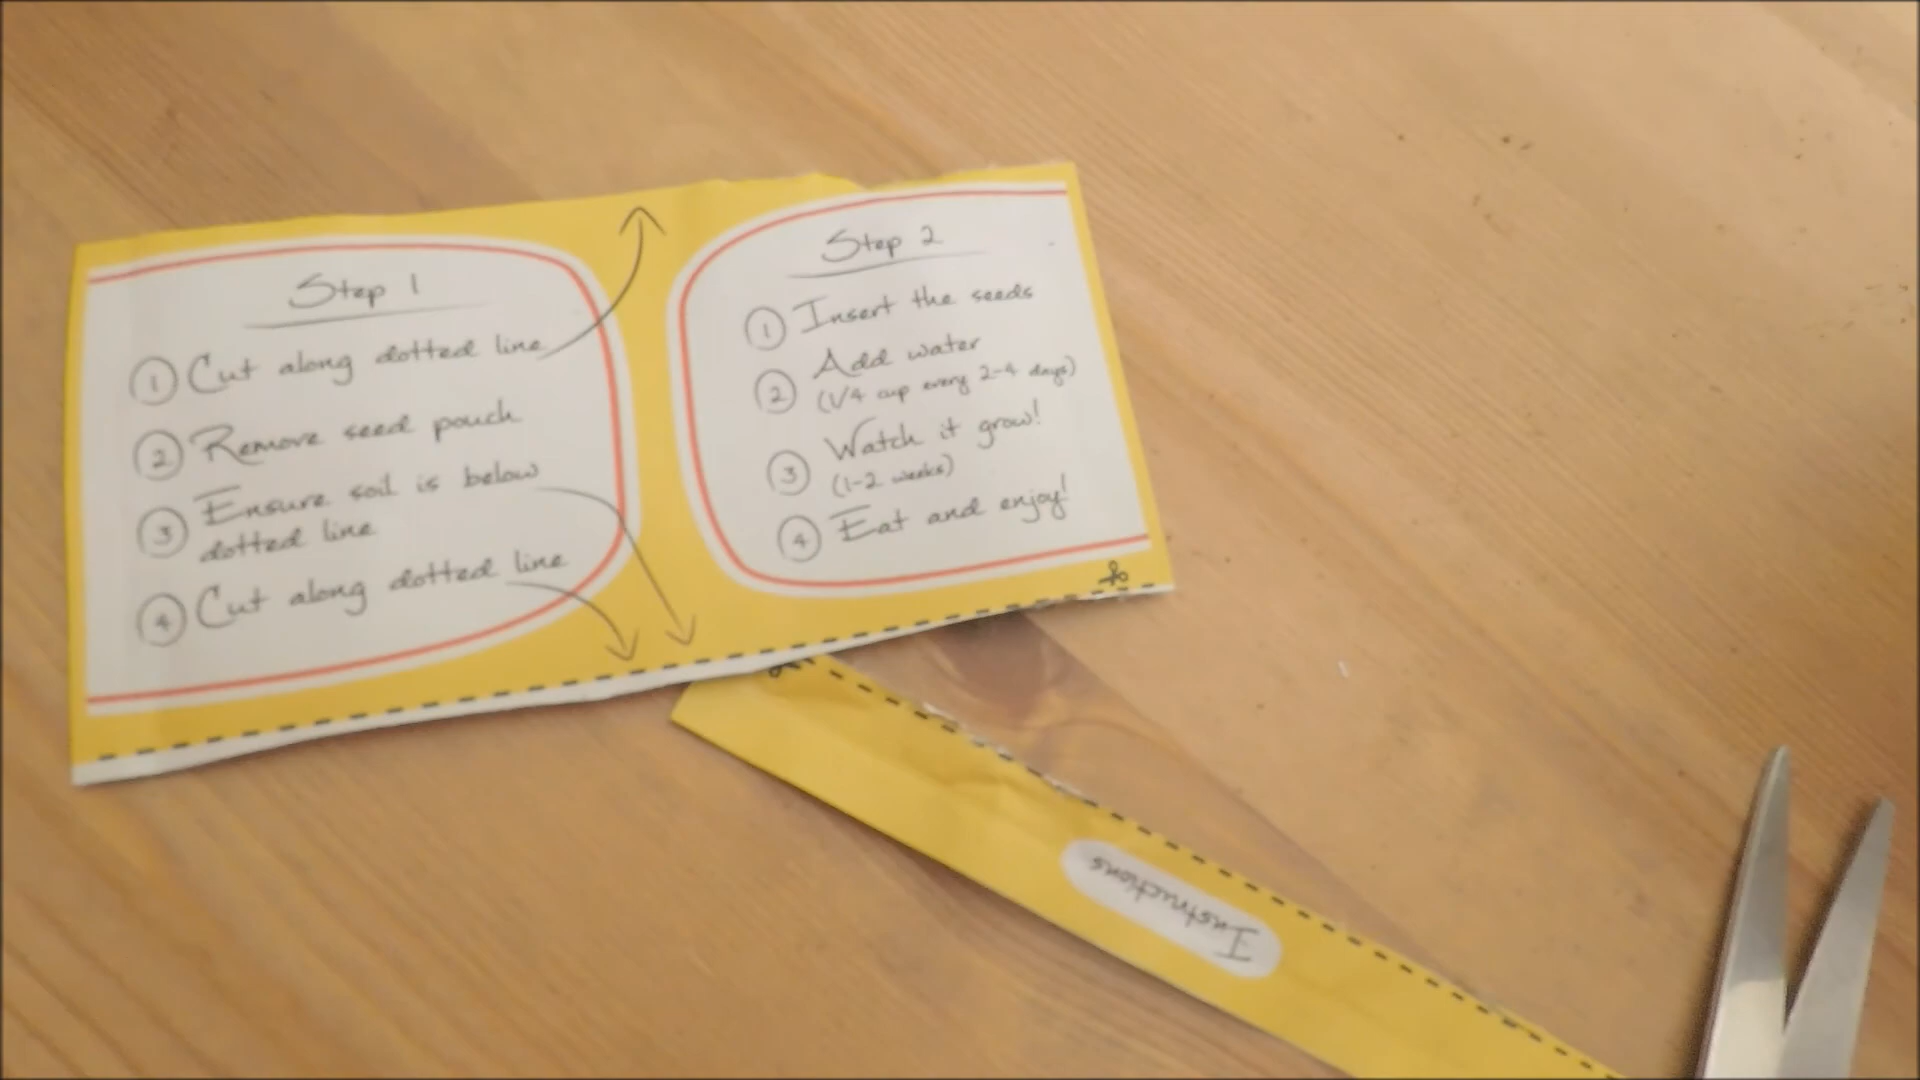 Step 1
1 Cut along dotted line
2 Remove seed pouch
3 Ensure soil is below
dotted line
4 Cut along dotted line
Step 2
1 Insert the seeds
2 Add water
(1/4 cup every 2-4 days)
3 Watch it grow!
(1-2 weeks)
4 Eat and enjoy!
Instructions